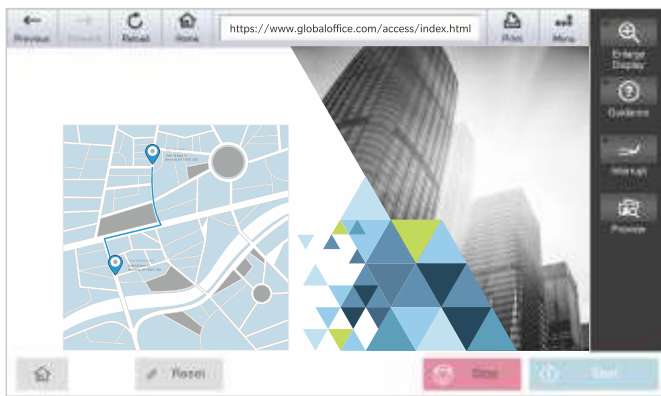 Previous
Reload
Home
https://www.globaloffice.com/access/index.html
Print
Menu
Enlarge
Display
Guidance
Interrupt
Preview
Reset
Stop
Start